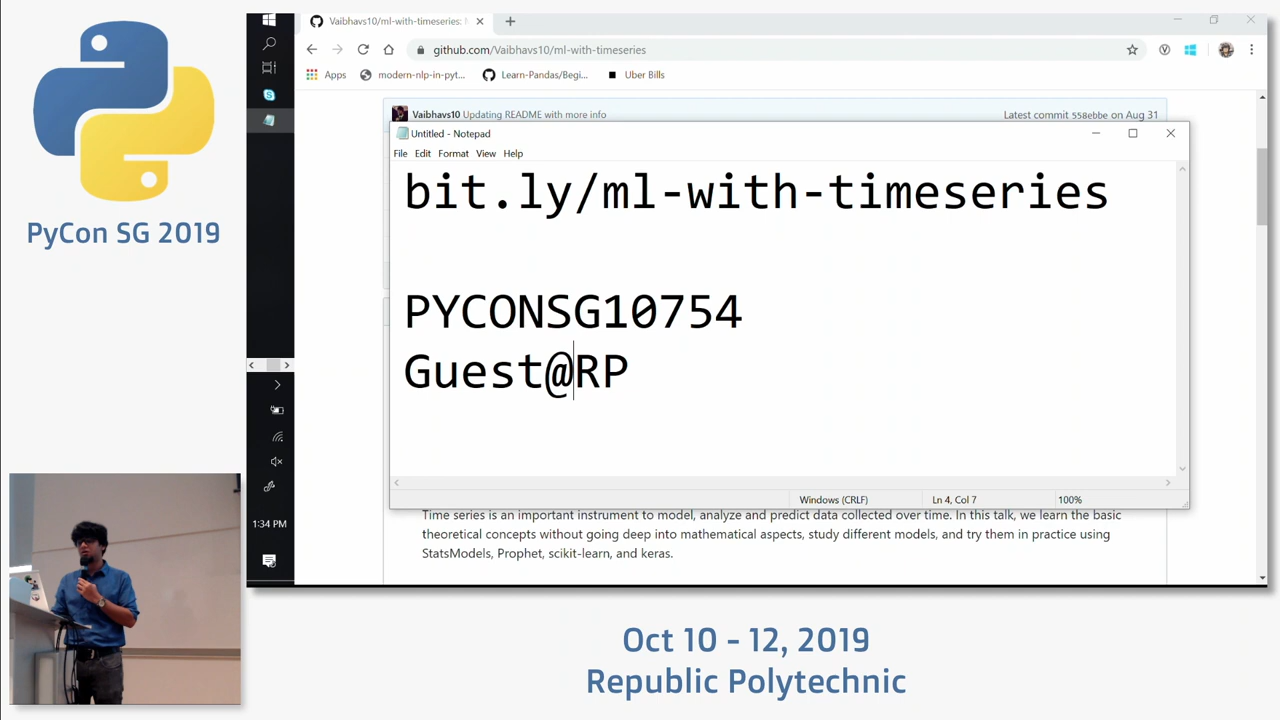 PyCon SG 2019
Vaibhavs10/ml-with-timeseries:
github.com/Vaibhavs10/ml-with-timeseries
Apps
modern-nlp-in-pyt...
Learn-Pandas/Begi...
Uber Bills
Vaibhavs10 Updating README with more info
Latest commit 558ebbe on Aug 31
Untitled - Notepad
File Edit Format View Help
bit.ly/ml-with-timeseries
PYCONSG10754
Guest@RP
Windows (CRLF)
Ln 4, Col 7
100%
1:34 PM
Time series is an important instrument to model, analyze and predict data collected over time. In this talk, we learn the basic
theoretical concepts without going deep into mathematical aspects, study different models, and try them in practice using
StatsModels, Prophet, scikit-learn, and keras.
Oct 10 - 12, 2019
Republic Polytechnic